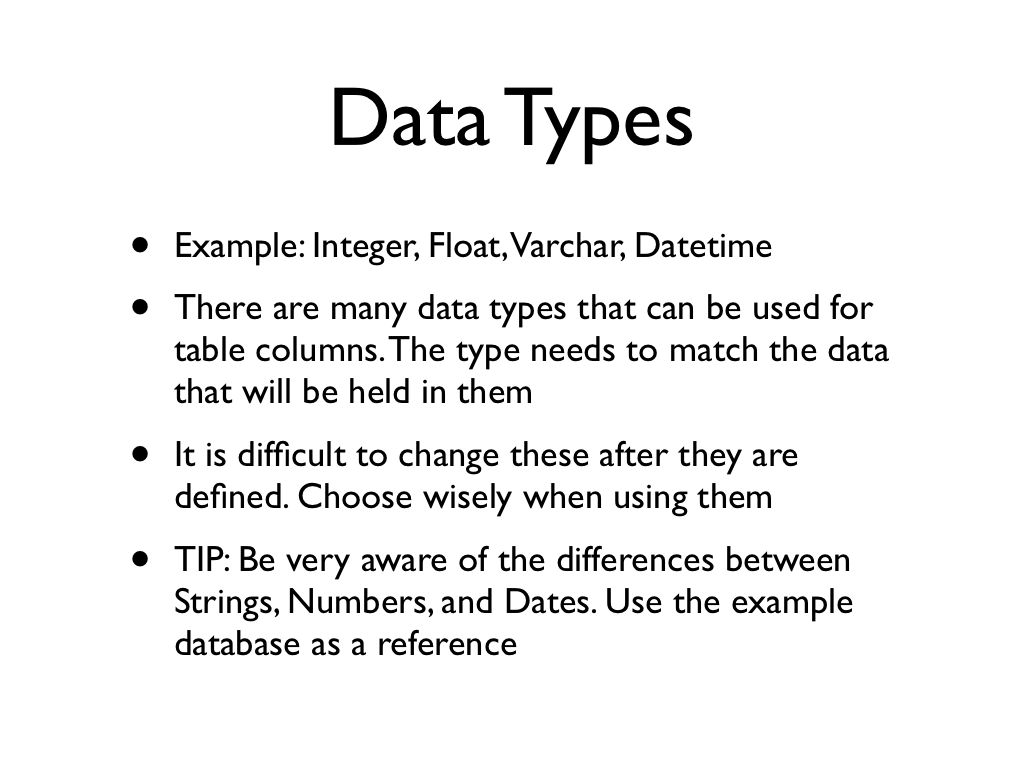 Data Types
• Example: Integer, Float, Varchar, Datetime
• There are many data types that can be used for
table columns. The type needs to match the data
that will be held in them
• It is difficult to change these after they are
defined. Choose wisely when using them
• TIP: Be very aware of the differences between
Strings, Numbers, and Dates. Use the example
database as a reference